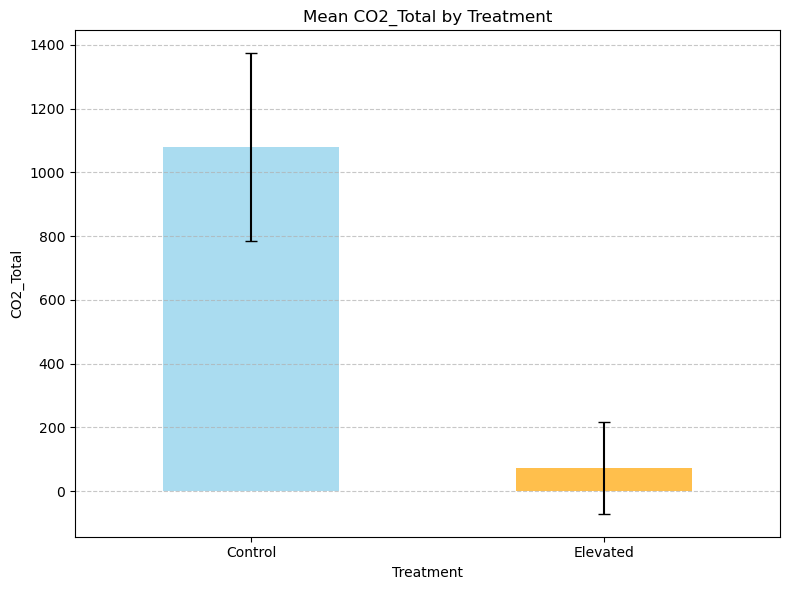 Mean CO2_Total by Treatment
CO2_Total
1400
1200
1000
800
600
400
200
0
Control
Elevated
Treatment